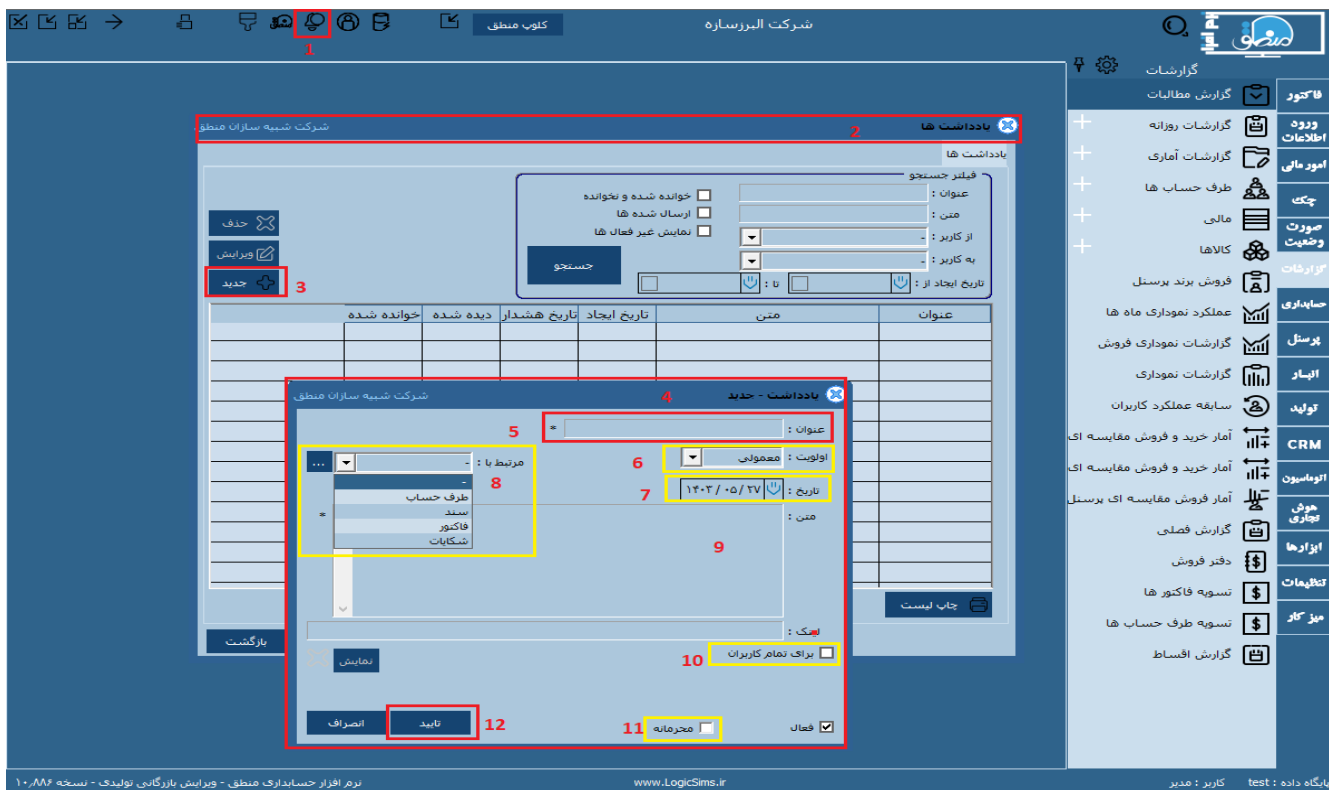 شرکت البرزسازه
کلوپ منطق
1
منطق
گزارشات
گزارش مطالبات
گزارشات روزانه
گزارشات آماری
طرف حساب ها
مالی
کالاها
فروش برند پرسنل
عملکرد نموداری ماه ها
گزارشات نموداری فروش
گزارشات نموداری
سابقه عملکرد کاربران
آمار خرید و فروش مقایسه ای
آمار خرید و فروش مقایسه ای
آمار فروش مقایسه ای پرسنل
گزارش فصلی
دفتر فروش
تسویه فاکتور ها
تسویه طرف حساب ها
گزارش اقساط
فاکتور
ورود
اطلاعات
امور مالی
چک
صورت
وضعیت
گزارشات
حسابداری
پرسنل
انبار
تولید
CRM
اتوماسیون
هوش
تجاری
ابزارها
تنظیمات
میز کار
یادداشت ها
2
شرکت شبیه سازان منطق
یادداشت ها
فیلتر جستجو
عنوان :
خوانده شده و نخوانده
متن :
ارسال شده ها
از کاربر : -
نمایش غیر فعال ها
به کاربر : -
جستجو
تاریخ ایجاد از :
تا :
حذف
ویرایش
جدید
3
عنوان متن تاریخ ایجاد تاریخ هشدار دیده شده خوانده شده
یادداشت - جدید
4
شرکت شبیه سازان منطق
عنوان :
*
5
اولویت : معمولی
6
مرتبط با : -
...
تاریخ : ۱۴۰۳ / ۰۵ / ۲۷
7
8
-
طرف حساب
سند
فاکتور
شکایات
متن :
*
9
لینک :
برای تمام کاربران
10
نمایش
فعال
محرمانه
11
تایید
12
انصراف
چاپ لیست
بازگشت
پایگاه داده : test
کاربر : مدیر
www.LogicSims.ir
نرم افزار حسابداری منطق - ویرایش بازرگانی تولیدی - نسخه ۱۰,۸۸۶